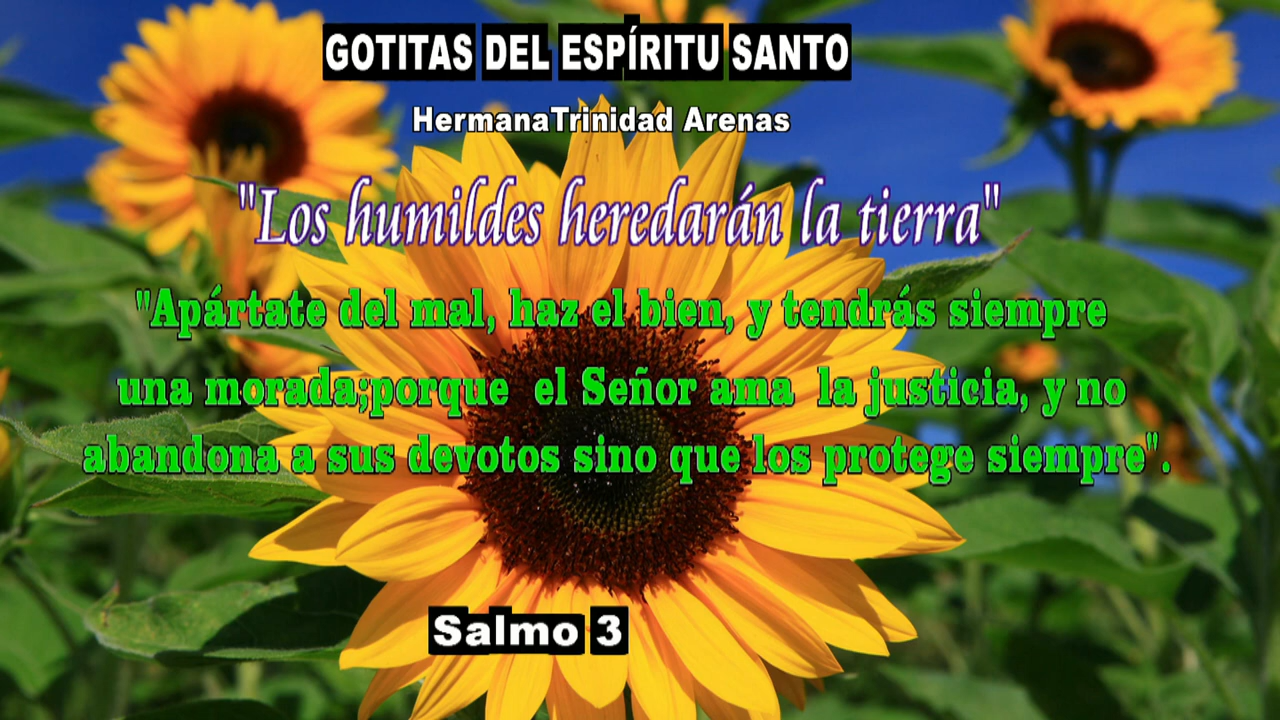 GOTITAS DEL ESPÍRITU SANTO
HermanaTrinidad Arenas
"Los humildes heredarán la tierra"
"Apártate del mal, haz el bien, y tendrás siempre
una morada;porque el Señor ama la justicia, y no
abandona a sus devotos sino que los protege siempre".
Salmo 3